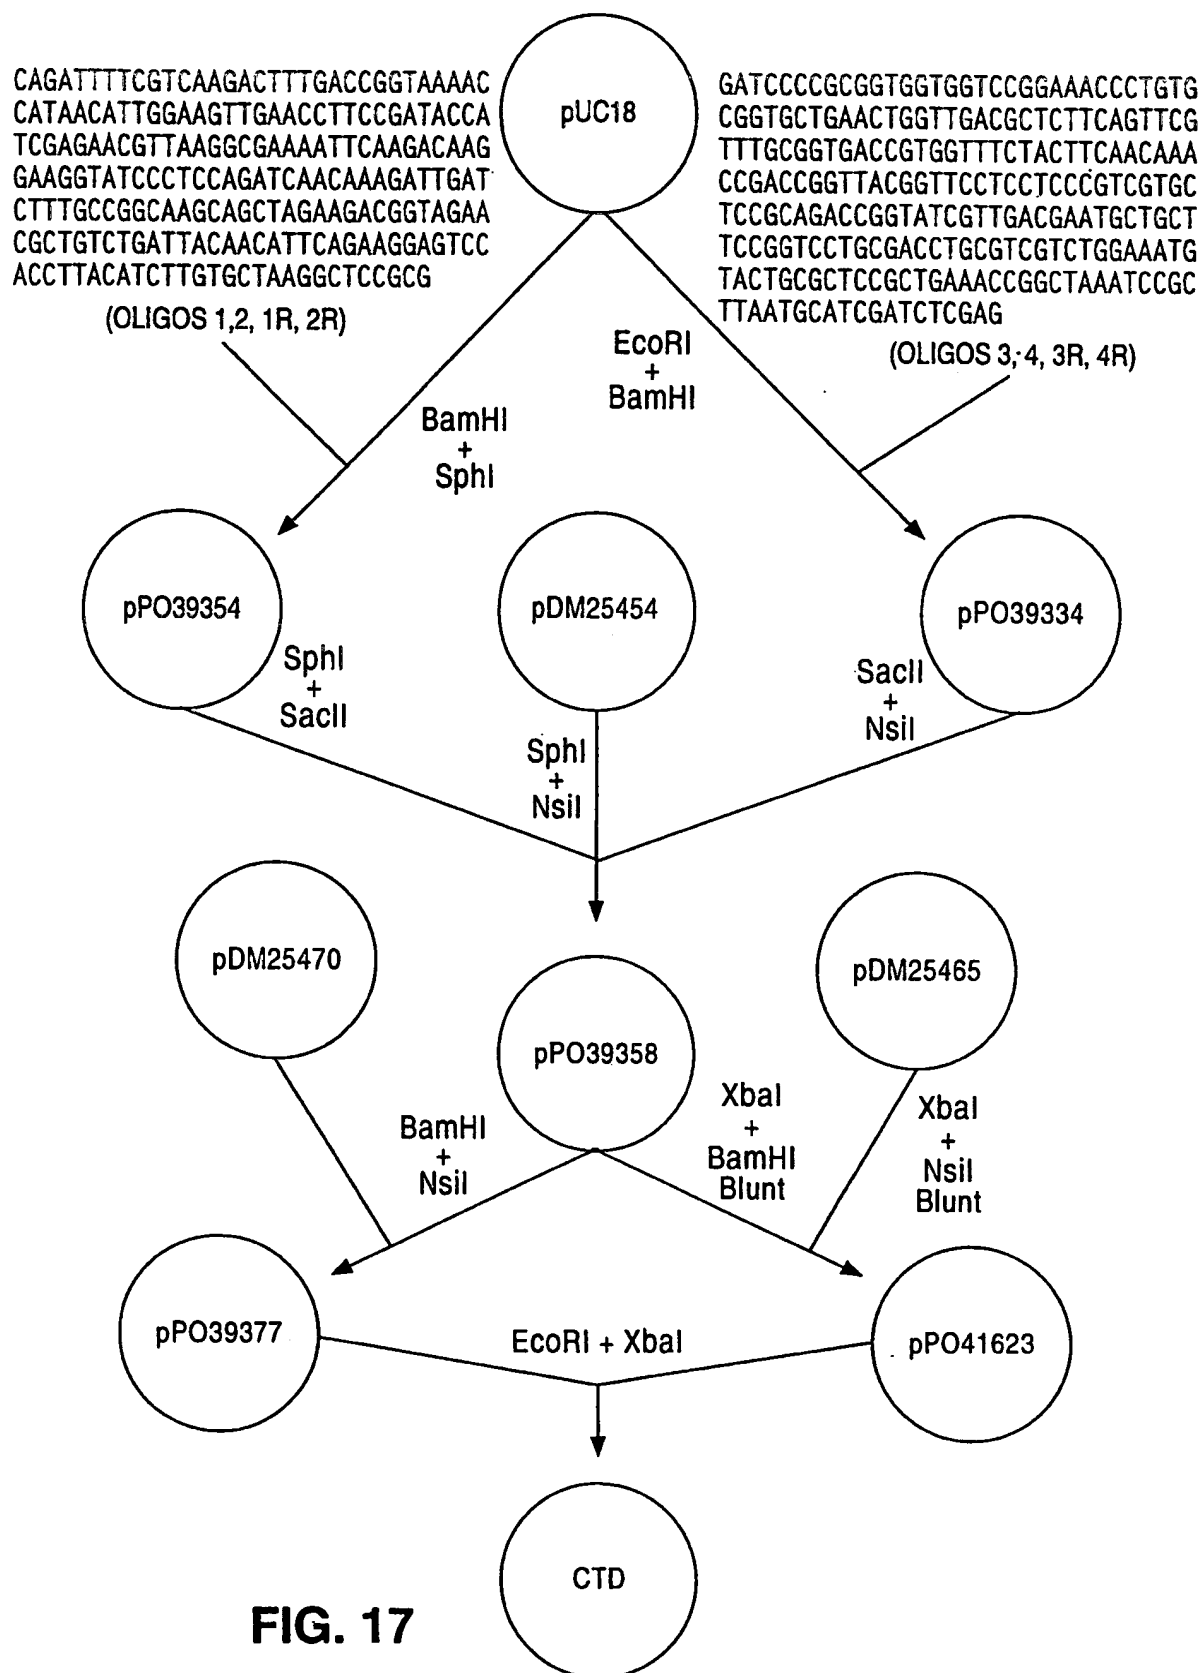 CAGATTTTCGTCAAGACTTTGACCGGTAAAAC
CATAACATTGGAAGTTGAACCTTCCGATACCA
TCGAGAACGTTAAGGCGAAAATTCAAGACAAG
GAAGGTATCCCTCCAGATCAACAAAGATTGAT
CTTTGCCGGCAAGCAGCTAGAAGACGGTAGAA
CGCTGTCTGATTACAACATTCAGAAGGAGTCC
ACCTTACATCTTGTGCTAAGGCTCCGCG
(OLIGOS 1,2, 1R, 2R)
pUC18
GATCCCCGCGGTGGTGGTCCGGAAACCCTGTG
CGGTGCTGAACTGGTTGACGCTCTTCAGTTCG
TTTGCGGTGACCGTGGTTTCTACTTCAACAAA
CCGACCGGTTACGGTTCCTCCTCCCGTCGTGC
TCCGCAGACCGGTATCGTTGACGAATGCTGCT
TCCGGTCCTGCGACCTGCGTCGTCTGGAAATG
TACTGCGCTCCGCTGAAACCGGCTAAATCCGC
TTAATGCATCGATCTCGAG
(OLIGOS 3, 4, 3R, 4R)
BamHI
+
SphI
EcoRI
+
BamHI
pPO39354
pDM25454
pPO39334
SphI
+
SacII
SphI
+
NsiI
SacII
+
NsiI
pDM25470
pPO39358
pDM25465
BamHI
+
NsiI
XbaI
+
BamHI
Blunt
XbaI
+
NsiI
Blunt
pPO39377
EcoRI + XbaI
pPO41623
CTD
FIG. 17